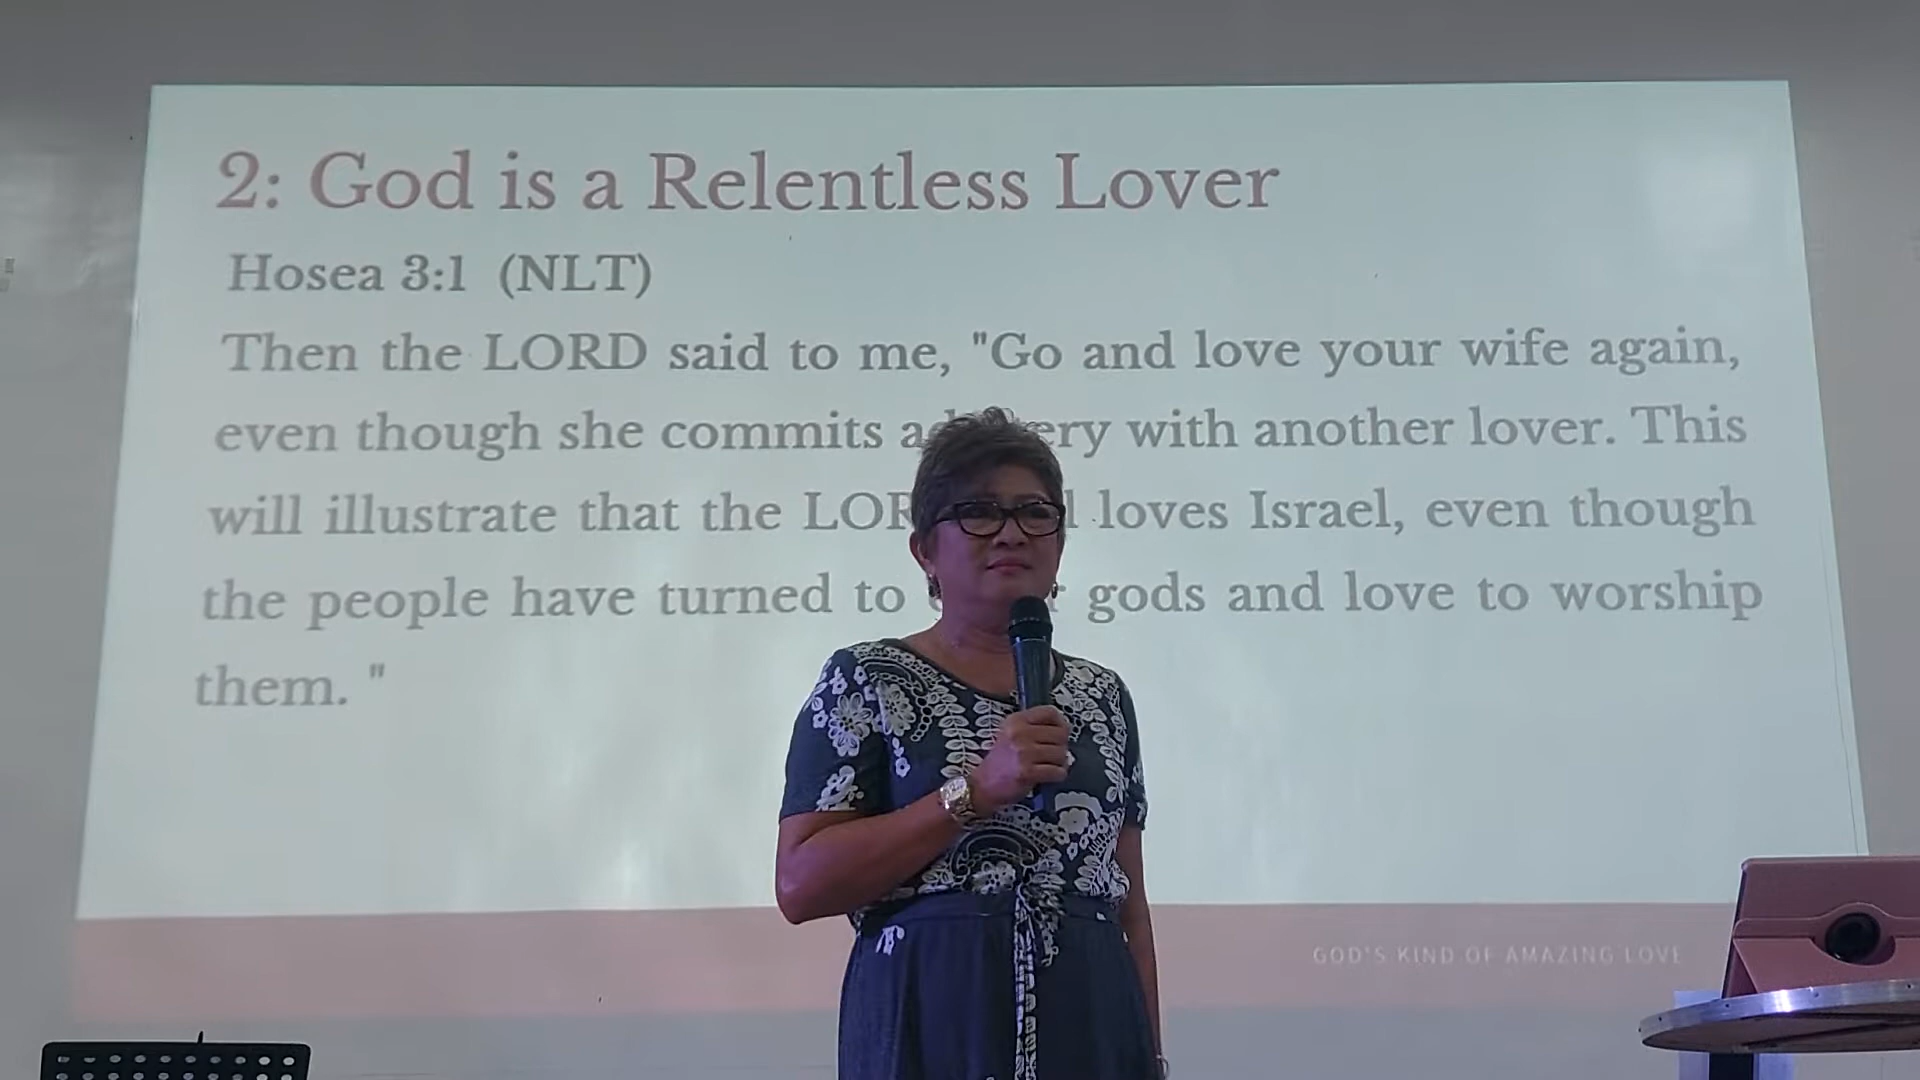 2: God is a Relentless Lover
Hosea 3:1 (NLT)
Then the LORD said to me, "Go and love your wife again,
even though she commits with another lover. This
will illustrate that the loves Israel, even though
the people have turned to gods and love to worship
them. "
GOD'S KIND OF AMAZING LOVE